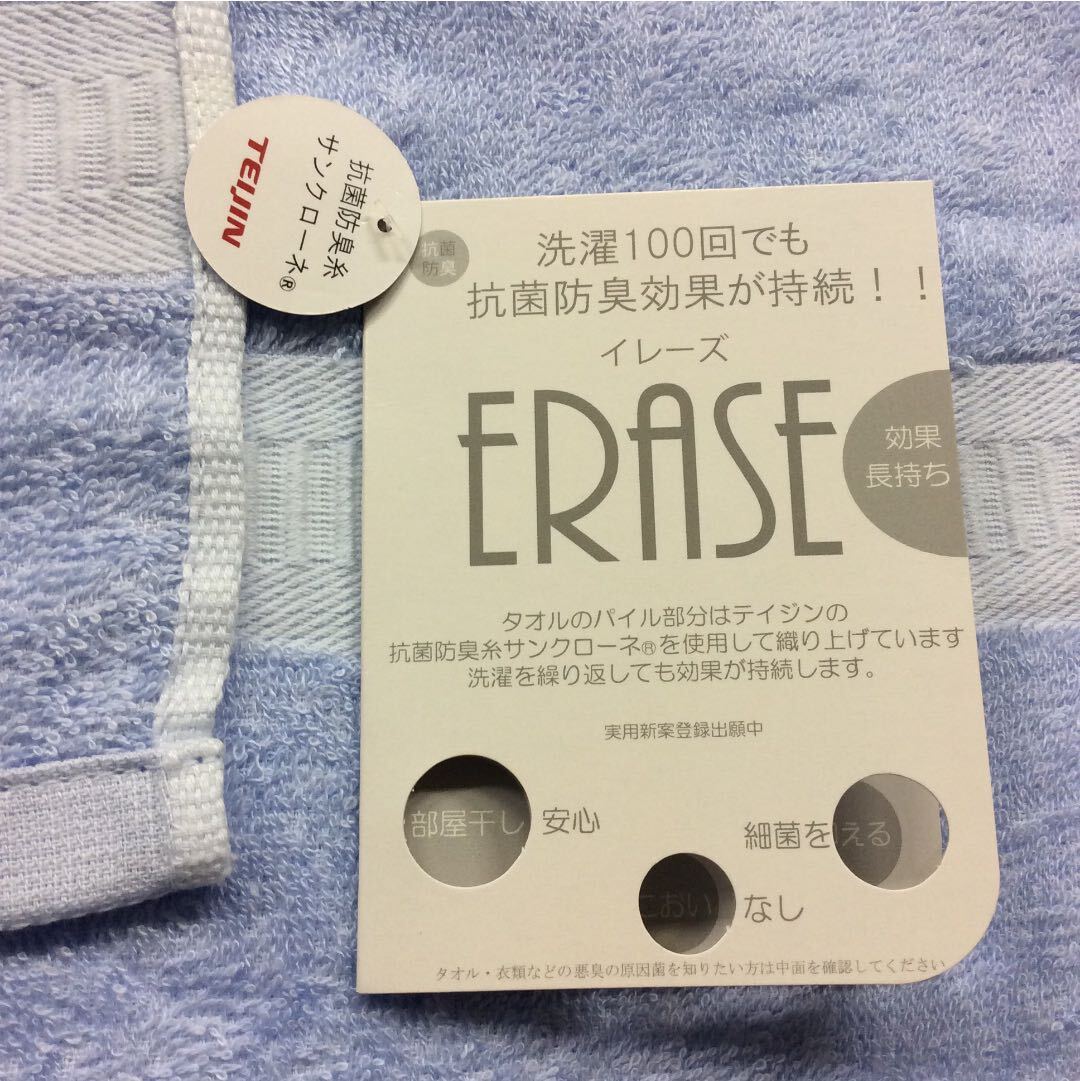 TEIJIN
抗菌防臭糸
サンクローネ®
抗菌
防臭
洗濯100回でも
抗菌防臭効果が持続！！
イレーズ
ERASE
効果
長持ち
タオルのパイル部分はテイジンの
抗菌防臭糸サンクローネ®を使用して織り上げています
洗濯を繰り返しても効果が持続します。
実用新案登録出願中
部屋干し 安心
細菌を える
におい なし
タオル・衣類などの悪臭の原因菌を知りたい方は中面を確認してください